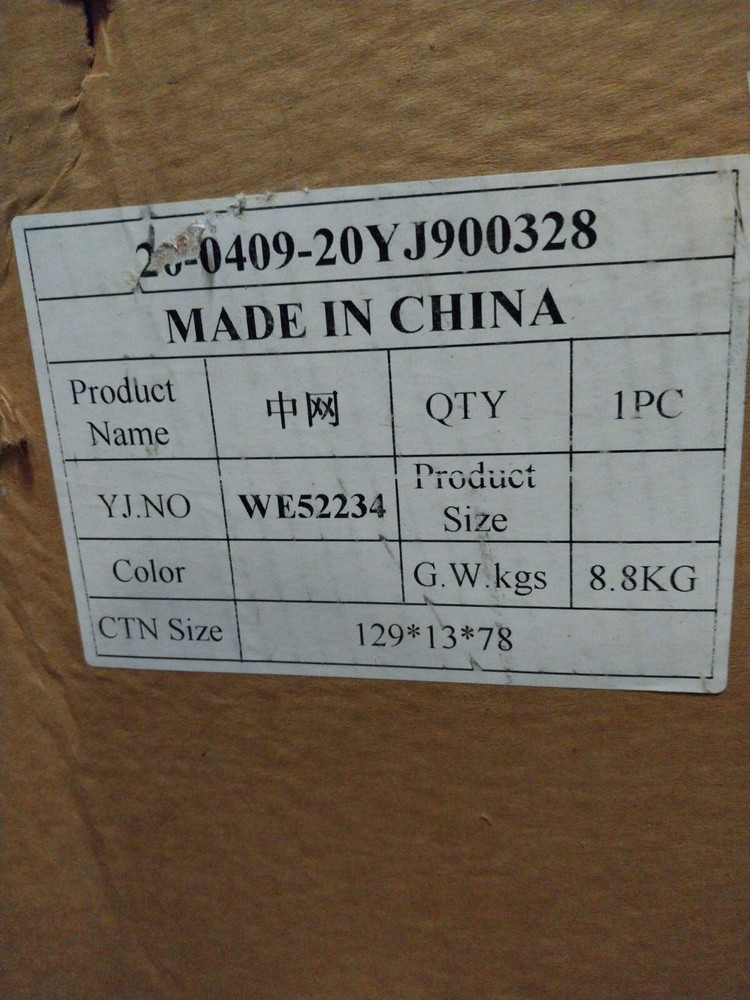 20-0409-20YJ900328
MADE IN CHINA
Product Name 中网 QTY 1PC
YJ.NO WE52234 Product Size
Color G.W.kgs 8.8KG
CTN Size 129*13*78